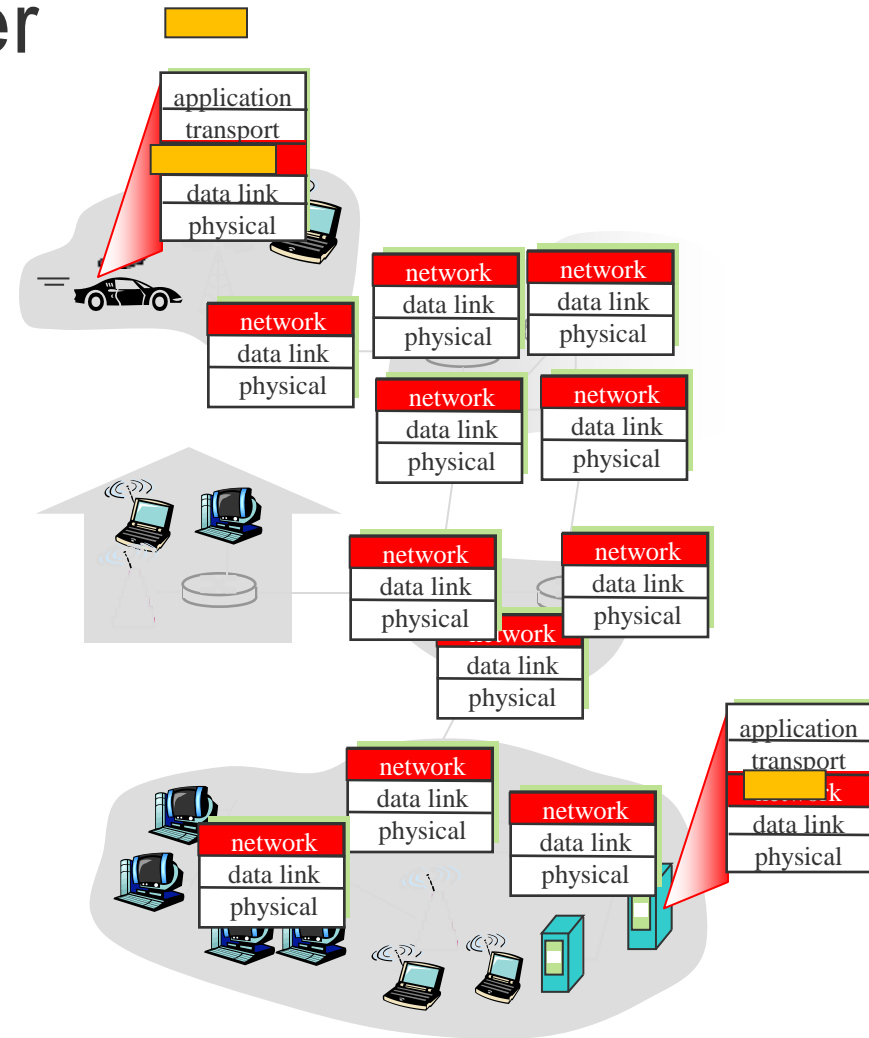 er
application
transport
data link
physical
network
data link
physical
network
data link
physical
network
data link
physical
network
data link
physical
network
data link
physical
network
data link
physical
network
data link
physical
work
data link
physical
application
transport
k
data link
physical
network
data link
physical
network
data link
physical
network
data link
physical